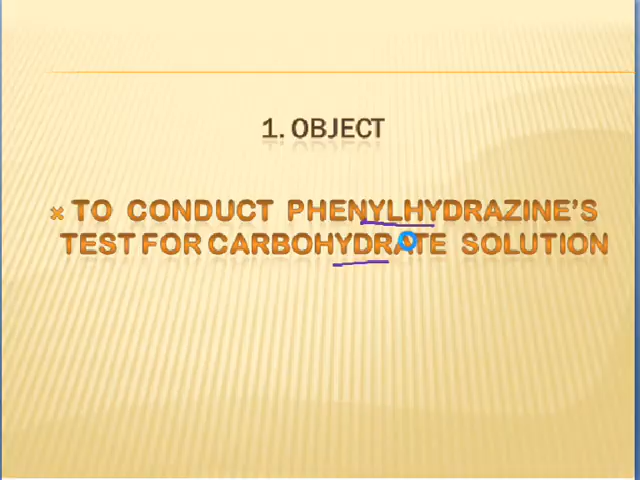 1. OBJECT
TO CONDUCT PHENYLHYDRAZINE'S
TEST FOR CARBOHYDRATE SOLUTION